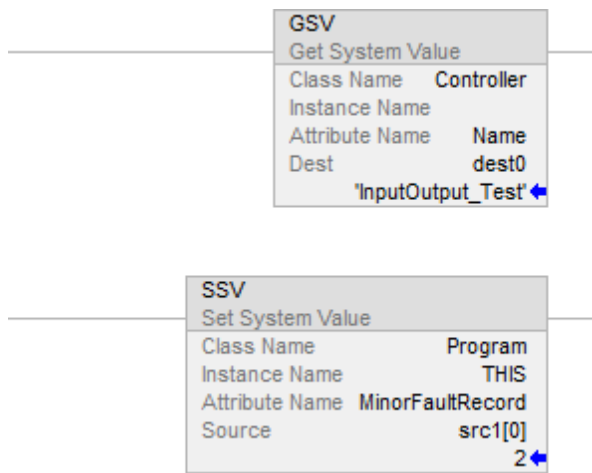 GSV
Get System Value
Class Name Controller
Instance Name
Attribute Name Name
Dest dest0
'InputOutput_Test'
SSV
Set System Value
Class Name Program
Instance Name THIS
Attribute Name MinorFaultRecord
Source src1[0]
2